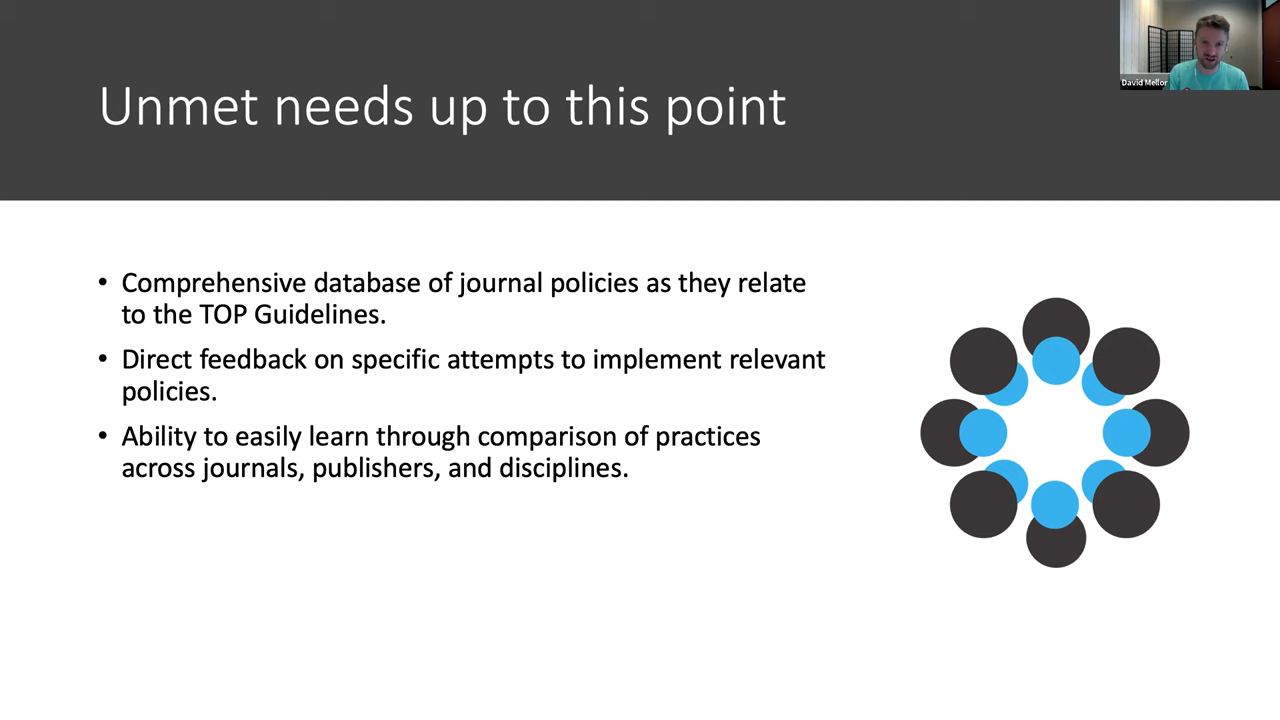 Unmet needs up to this point
David Mellor
• Comprehensive database of journal policies as they relate
to the TOP Guidelines.
• Direct feedback on specific attempts to implement relevant
policies.
• Ability to easily learn through comparison of practices
across journals, publishers, and disciplines.